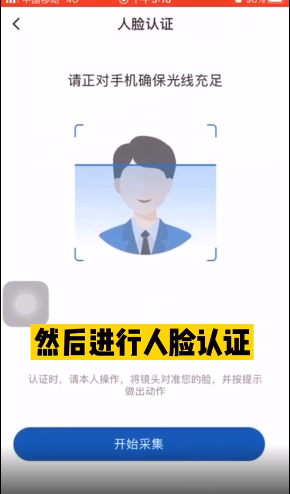 人脸认证
请正对手机确保光线充足
然后进行人脸认证
认证时，请本人操作，将镜头对准您的脸，并按提示
做出动作
开始采集